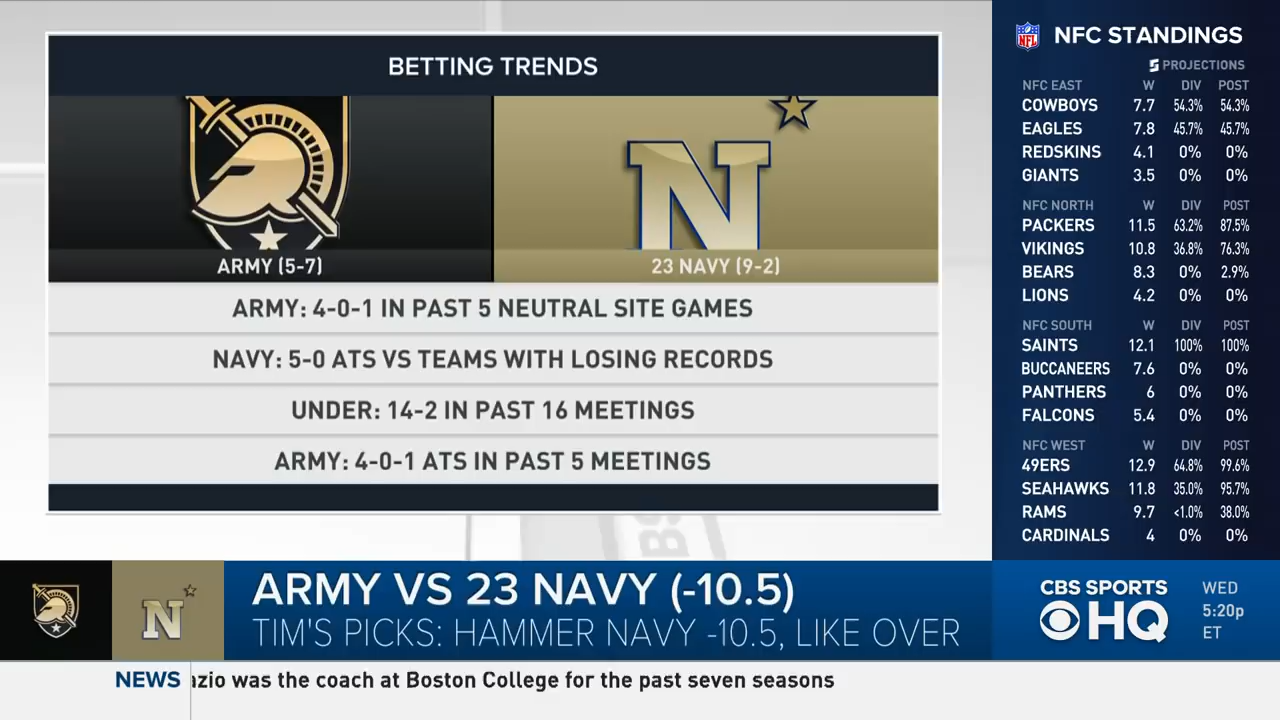 BETTING TRENDS
N
ARMY (5-7)
23 NAVY (9-2)
ARMY: 4-0-1 IN PAST 5 NEUTRAL SITE GAMES
NAVY: 5-0 ATS VS TEAMS WITH LOSING RECORDS
UNDER: 14-2 IN PAST 16 MEETINGS
ARMY: 4-0-1 ATS IN PAST 5 MEETINGS
NFL NFC STANDINGS
S PROJECTIONS
NFC EAST W DIV POST
COWBOYS 7.7 54.3% 54.3%
EAGLES 7.8 45.7% 45.7%
REDSKINS 4.1 0% 0%
GIANTS 3.5 0% 0%
NFC NORTH W DIV POST
PACKERS 11.5 63.2% 87.5%
VIKINGS 10.8 36.8% 76.3%
BEARS 8.3 0% 2.9%
LIONS 4.2 0% 0%
NFC SOUTH W DIV POST
SAINTS 12.1 100% 100%
BUCCANEERS 7.6 0% 0%
PANTHERS 6 0% 0%
FALCONS 5.4 0% 0%
NFC WEST W DIV POST
49ERS 12.9 64.8% 99.6%
SEAHAWKS 11.8 35.0% 95.7%
RAMS 9.7 <1.0% 38.0%
CARDINALS 4 0% 0%
N
ARMY VS 23 NAVY (-10.5)
TIM'S PICKS: HAMMER NAVY -10.5, LIKE OVER
CBS SPORTS
HQ
WED
5:20p
ET
NEWS
azio was the coach at Boston College for the past seven seasons